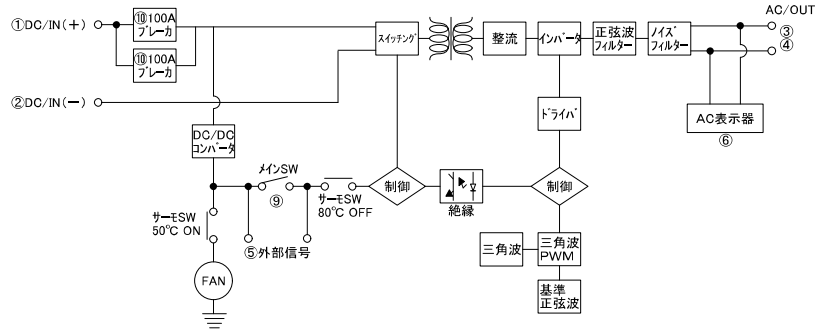 ①DC/IN(+)
⑩100A
ブレーカ
⑩100A
ブレーカ
②DC/IN(-)
スイッチング
整流
インバータ
正弦波
フィルター
ノイズ
フィルター
AC/OUT
③
④
AC表示器
⑥
ドライバ
DC/DC
コンバータ
メインSW
⑨
サーモSW
80℃ OFF
制御
絶縁
制御
サーモSW
50℃ ON
⑤外部信号
FAN
三角波
三角波
PWM
基準
正弦波